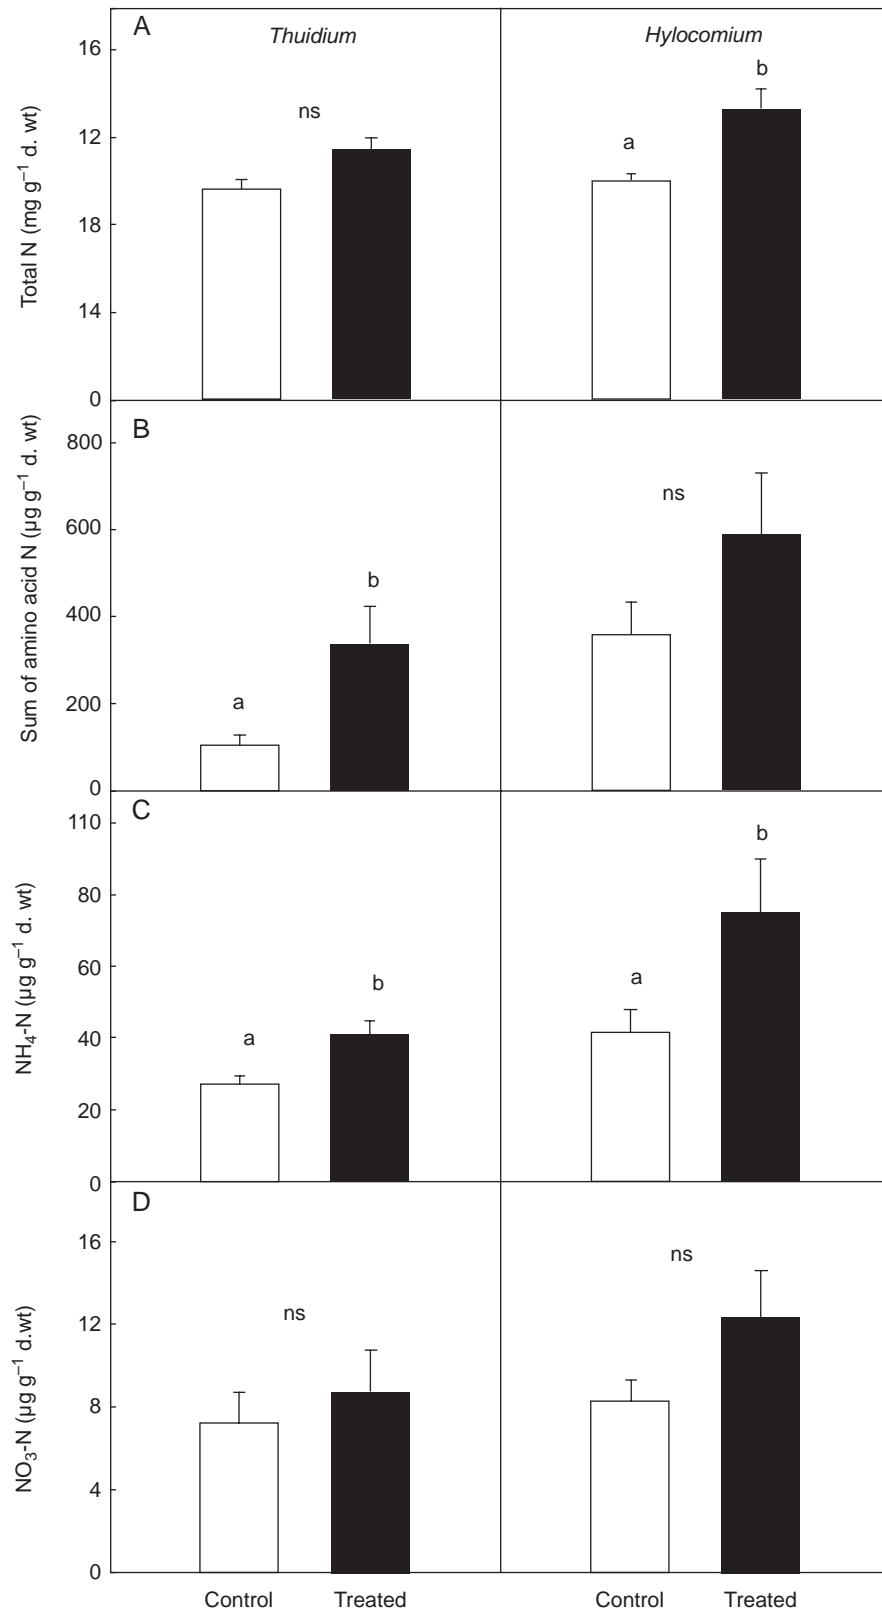 A
Thuidium
Hylocomium
Total N (mg g⁻¹ d. wt)
16
12
18
14
0
ns
a
b
B
Sum of amino acid N (µg g⁻¹ d. wt)
800
600
400
200
0
a
b
ns
C
NH₄-N (µg g⁻¹ d. wt)
110
80
60
40
20
0
a
b
a
b
D
NO₃-N (µg g⁻¹ d.wt)
16
12
8
4
0
ns
ns
Control
Treated
Control
Treated